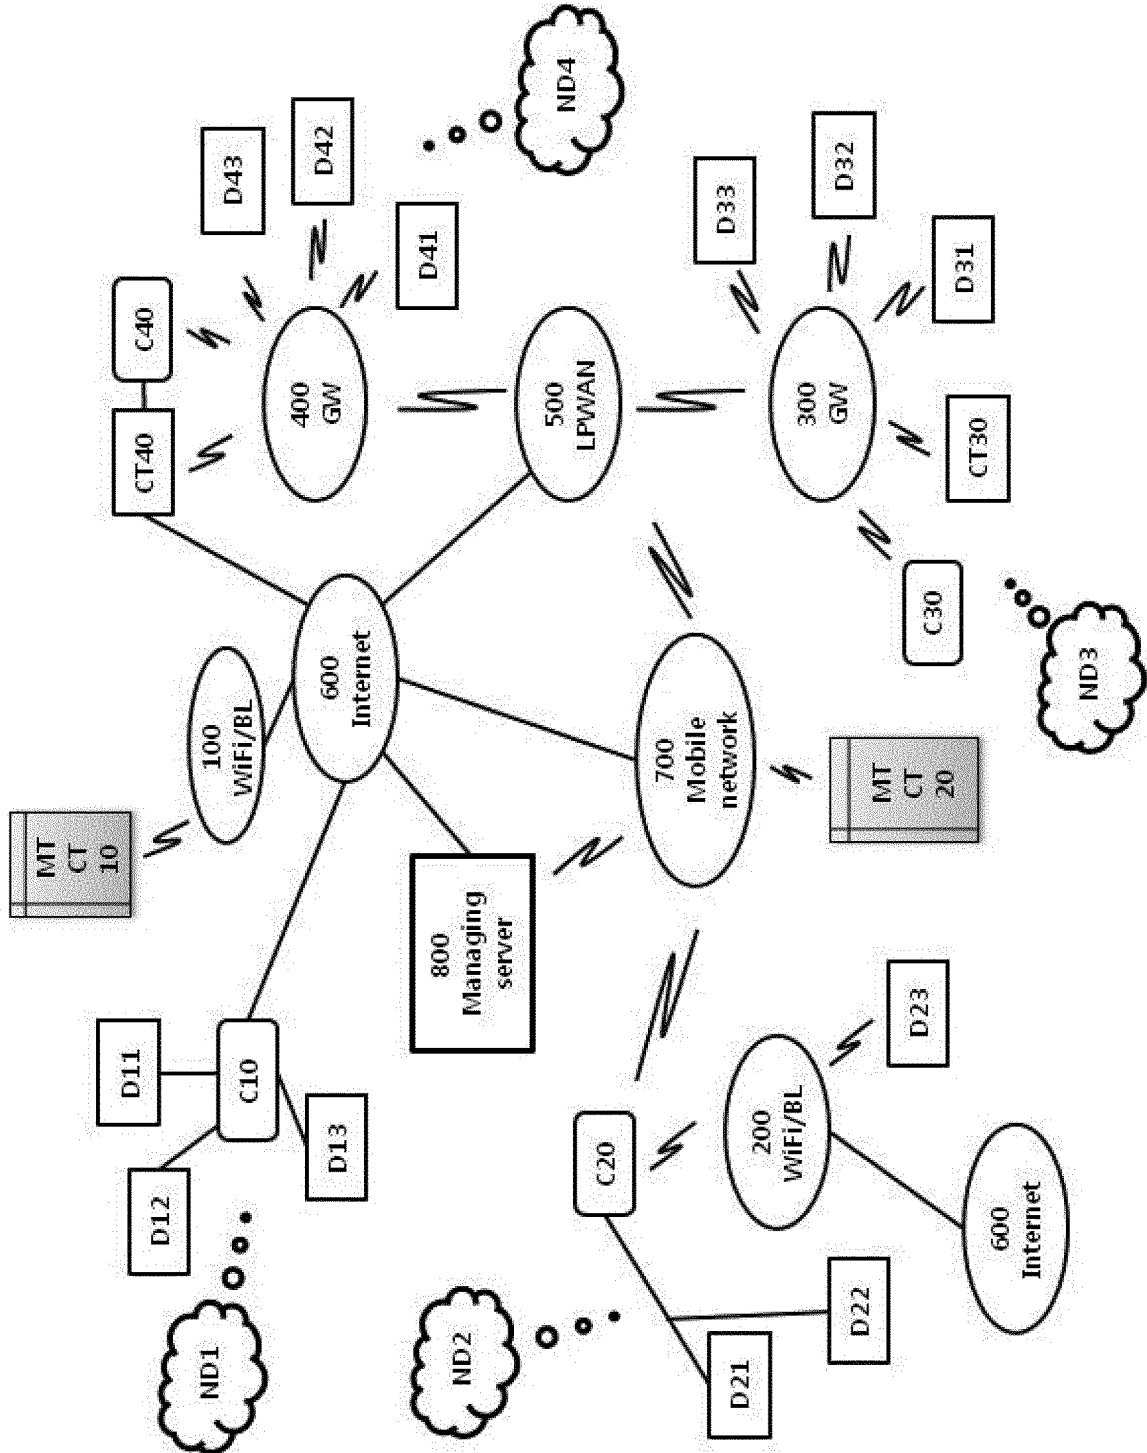 ND1
D12
D11
D13
C10
MT
CT
10
100
WiFi/BL
600
Internet
CT40
C40
D43
D42
D41
400
GW
ND4
ND2
D21
D22
C20
200
WiFi/BL
D23
600
Internet
800
Managing
server
700
Mobile
network
MT
CT
20
500
LPWAN
300
GW
D33
D32
D31
CT30
C30
ND3